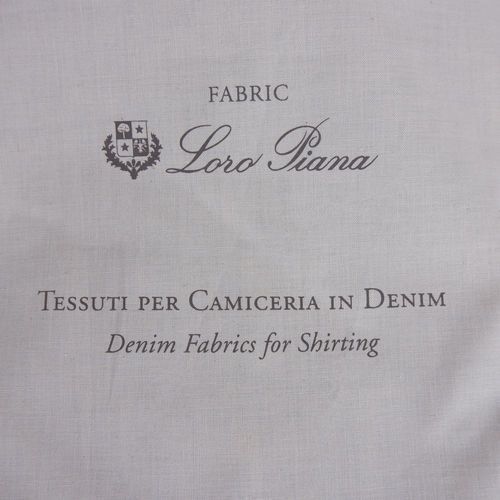 FABRIC
Loro Piana
TESSUTI PER CAMICERIA IN DENIM
Denim Fabrics for Shirting